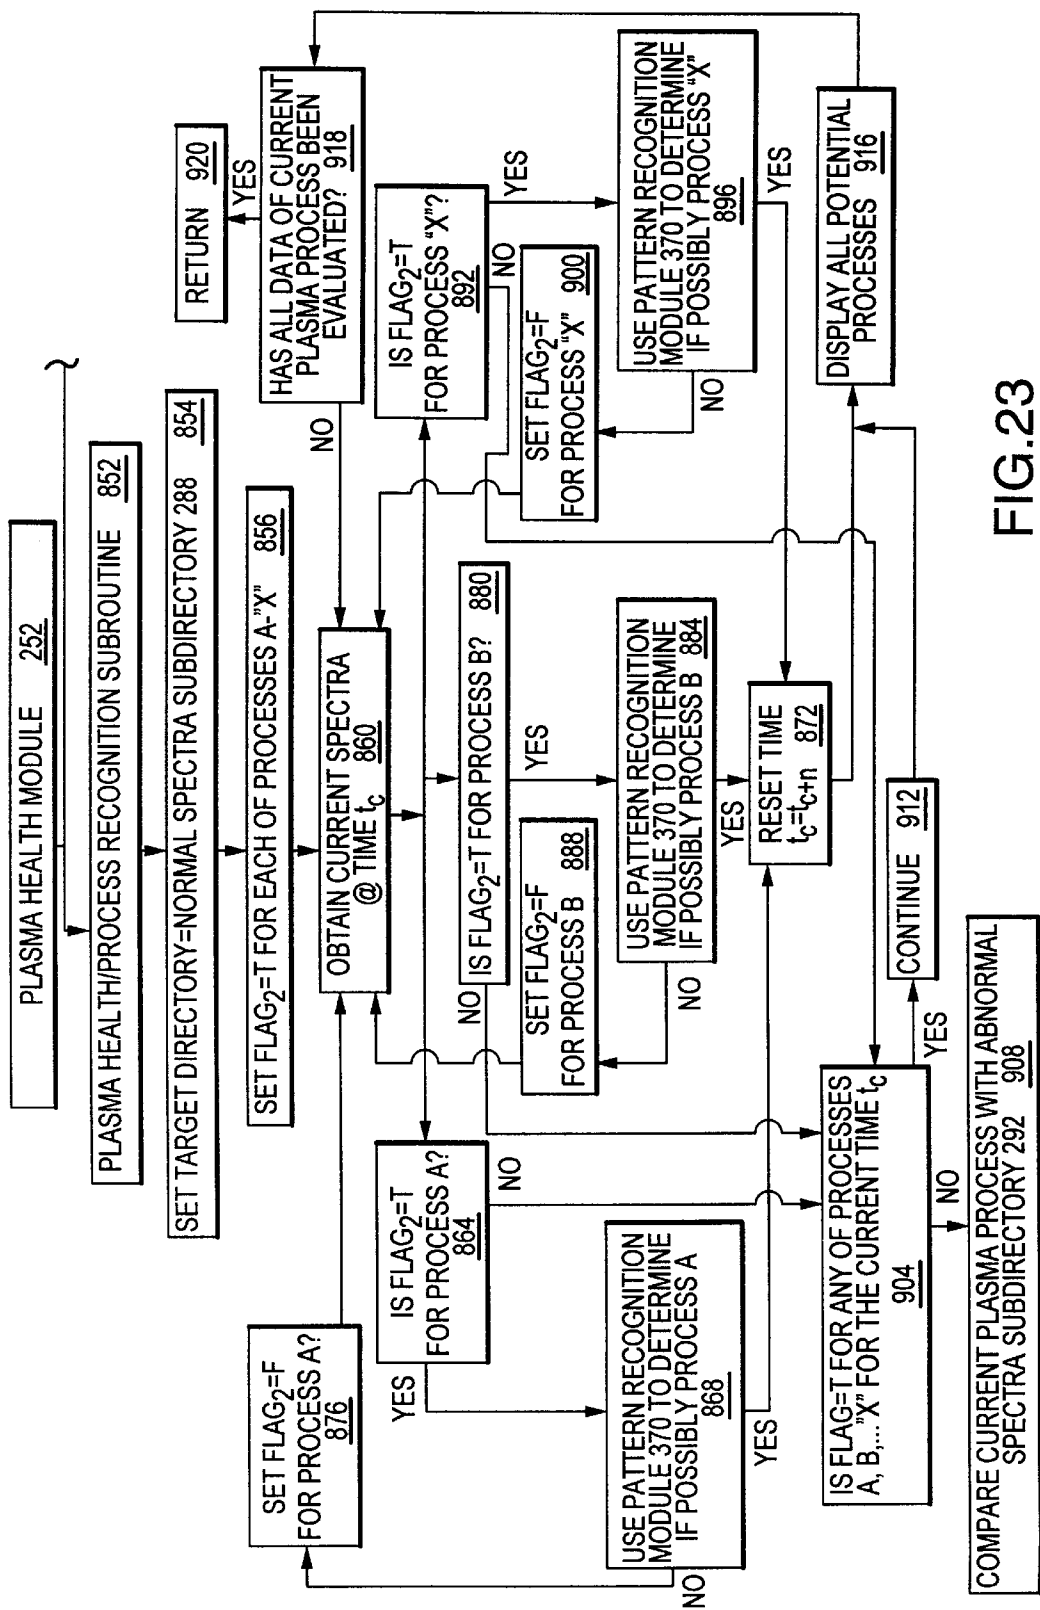 PLASMA HEALTH MODULE 252
PLASMA HEALTH/PROCESS RECOGNITION SUBROUTINE 852
SET TARGET DIRECTORY=NORMAL SPECTRA SUBDIRECTORY 288 854
SET FLAG2=T FOR EACH OF PROCESSES A-"X" 856
RETURN 920
YES
HAS ALL DATA OF CURRENT
PLASMA PROCESS BEEN
EVALUATED? 918
NO
SET FLAG2=F
FOR PROCESS A?
876
OBTAIN CURRENT SPECTRA
@ TIME tc 860
IS FLAG2=T
FOR PROCESS A?
864
YES
NO
IS FLAG2=T FOR PROCESS B? 880
NO
YES
IS FLAG2=T
FOR PROCESS "X"?
892
NO
YES
SET FLAG2=F
FOR PROCESS B 888
SET FLAG2=F
FOR PROCESS "X" 900
USE PATTERN RECOGNITION
MODULE 370 TO DETERMINE
IF POSSIBLY PROCESS A
868
NO
YES
USE PATTERN RECOGNITION
MODULE 370 TO DETERMINE
IF POSSIBLY PROCESS B 884
NO
YES
USE PATTERN RECOGNITION
MODULE 370 TO DETERMINE
IF POSSIBLY PROCESS "X"
896
NO
YES
RESET TIME
tc=tc+n 872
IS FLAG=T FOR ANY OF PROCESSES
A, B,... "X" FOR THE CURRENT TIME tc
904
YES
NO
CONTINUE 912
DISPLAY ALL POTENTIAL
PROCESSES 916
COMPARE CURRENT PLASMA PROCESS WITH ABNORMAL
SPECTRA SUBDIRECTORY 292 908
FIG.23